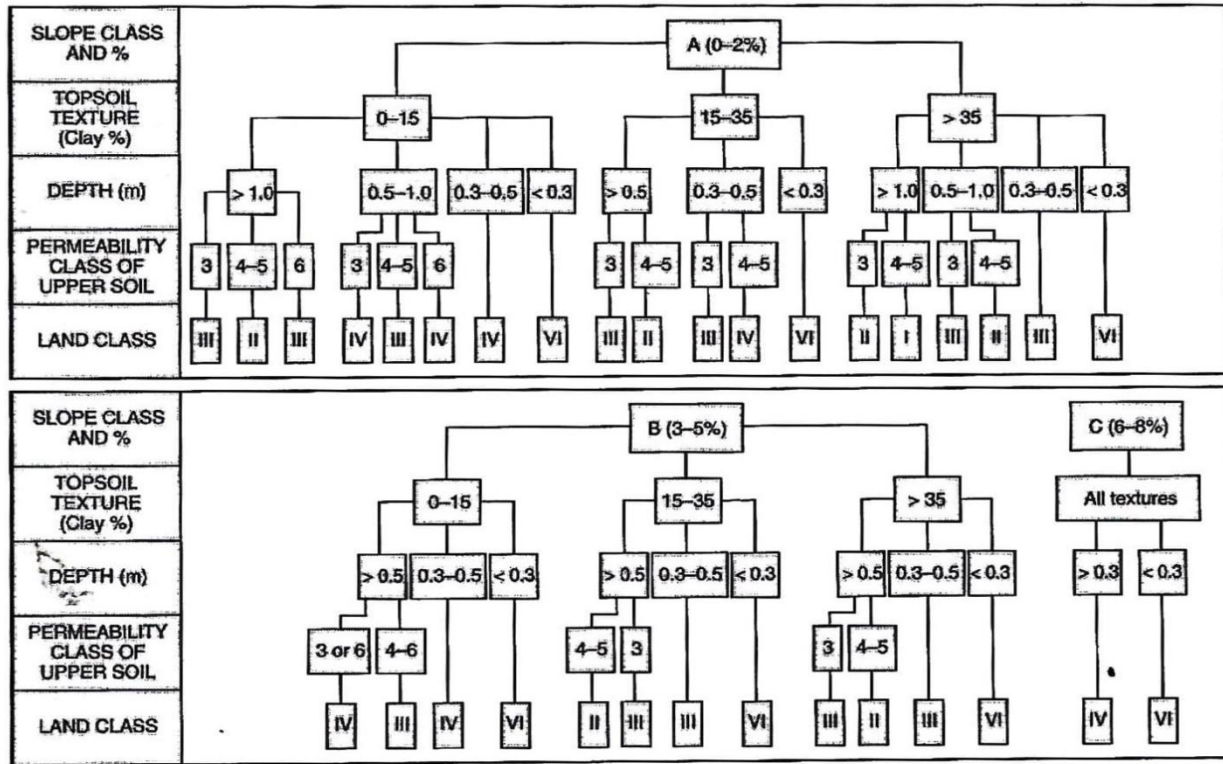 SLOPE CLASS
AND %
A (0–2%)
TOPSOIL
TEXTURE
(Clay %)
0–15
15–35
> 35
DEPTH (m)
> 1.0
0.5–1.0
0.3–0.5
< 0.3
> 0.5
0.3–0.5
< 0.3
> 1.0
0.5–1.0
0.3–0.5
< 0.3
PERMEABILITY
CLASS OF
UPPER SOIL
3
4–5
6
3
4–5
6
3
4–5
3
4–5
3
4–5
3
4–5
LAND CLASS
III
II
III
IV
III
IV
IV
VI
III
II
III
IV
VI
II
I
III
II
III
VI
SLOPE CLASS
AND %
B (3–5%)
C (6–8%)
TOPSOIL
TEXTURE
(Clay %)
0–15
15–35
> 35
All textures
DEPTH (m)
> 0.5
0.3–0.5
< 0.3
> 0.5
0.3–0.5
< 0.3
> 0.5
0.3–0.5
< 0.3
> 0.3
< 0.3
PERMEABILITY
CLASS OF
UPPER SOIL
3 or 6
4–6
4–5
3
3
4–5
LAND CLASS
IV
III
IV
VI
II
III
III
VI
III
II
III
VI
IV
VI